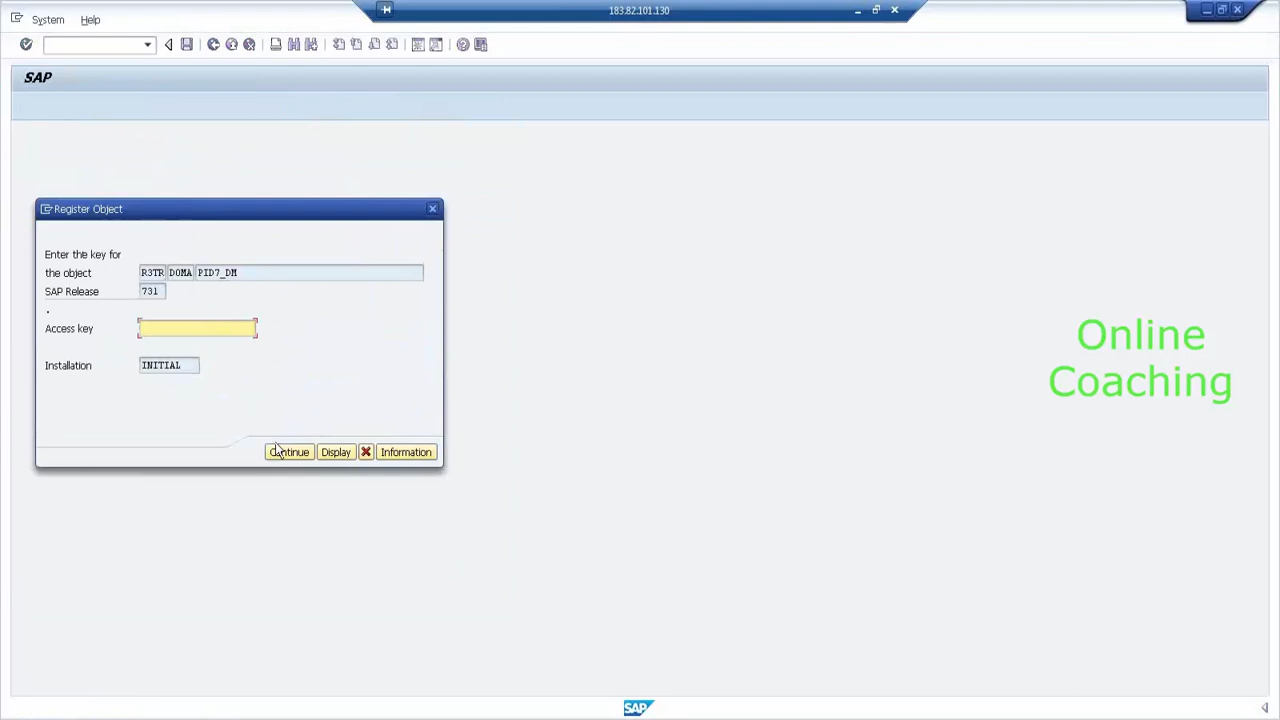 183.82.101.130
System Help
SAP
Register Object
Enter the key for
the object R3TR DOMA PID7_DM
SAP Release 731
.
Access key
Installation INITIAL
Continue Display Information
Online
Coaching
SAP